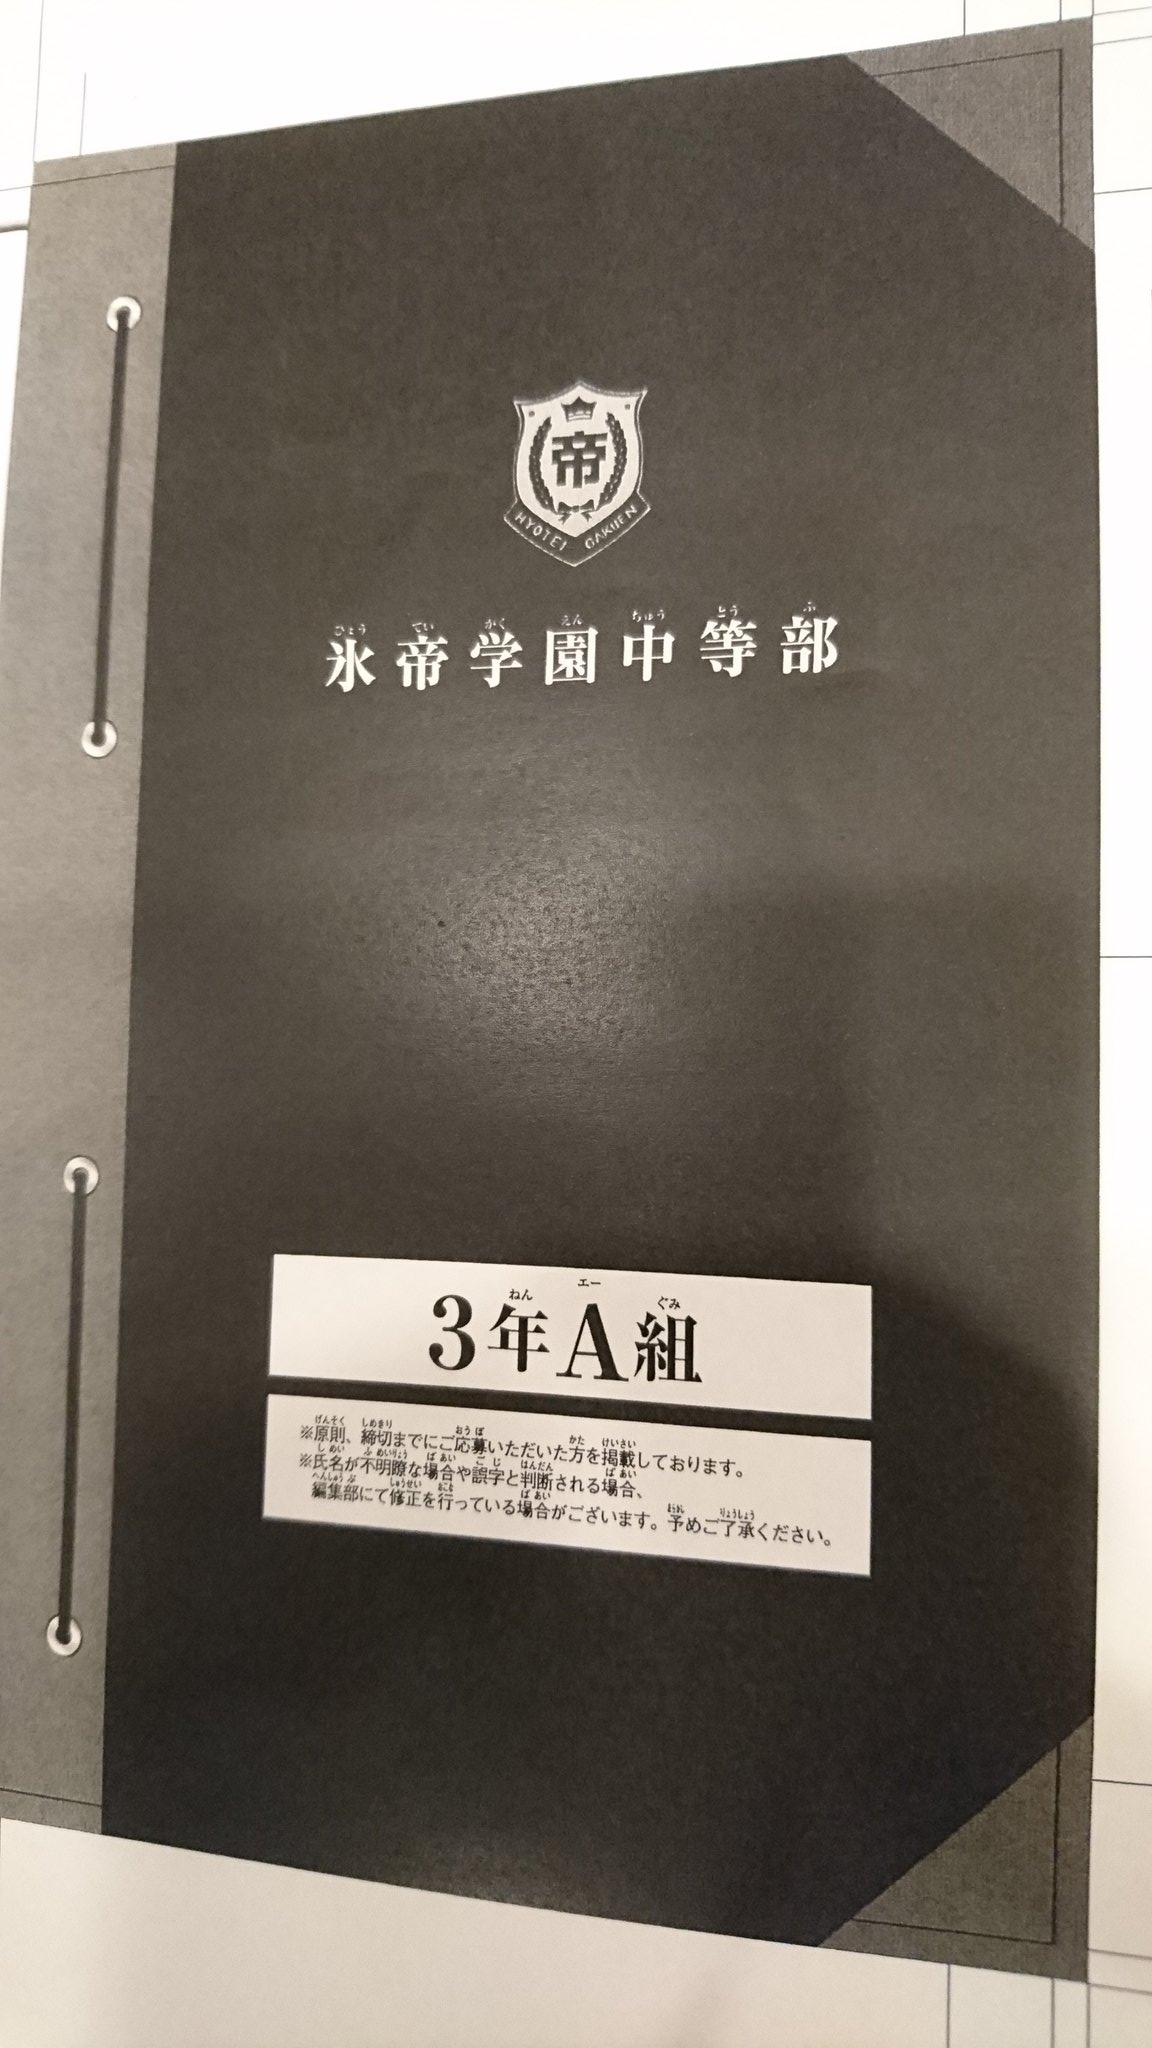 帝
HYOTEI GAKUEN
氷帝学園中等部
3年A組
※原則、締切までにご応募いただいた方を掲載しております。
※氏名が不明瞭な場合や誤字と判断される場合、
編集部にて修正を行っている場合がございます。予めご了承ください。